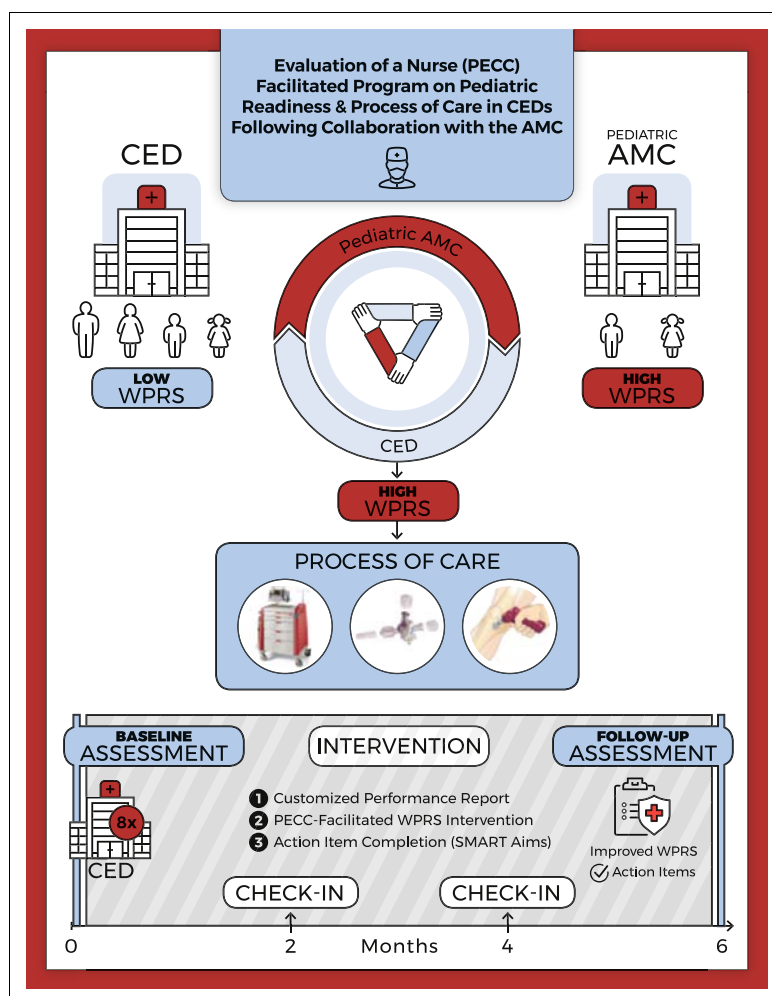 Evaluation of a Nurse (PECC)
Facilitated Program on Pediatric
Readiness & Process of Care in CEDs
Following Collaboration with the AMC
CED
PEDIATRIC
AMC
LOW
WPRS
HIGH
WPRS
Pediatric AMC
CED
HIGH
WPRS
PROCESS OF CARE
BASELINE
ASSESSMENT
INTERVENTION
FOLLOW-UP
ASSESSMENT
8x
CED
1 Customized Performance Report
2 PECC-Facilitated WPRS Intervention
3 Action Item Completion (SMART Aims)
Improved WPRS
Action Items
CHECK-IN
CHECK-IN
0
2
Months
4
6